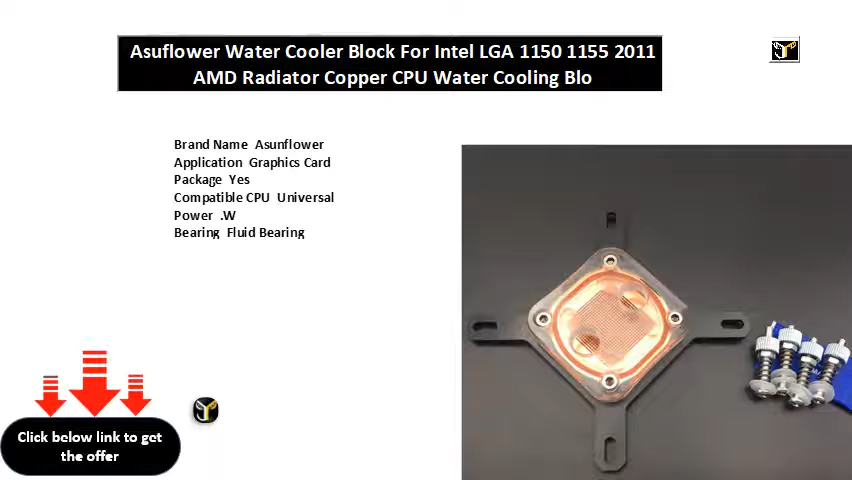 Asuflower Water Cooler Block For Intel LGA 1150 1155 2011
AMD Radiator Copper CPU Water Cooling Blo
Brand Name  Asunflower
Application  Graphics Card
Package  Yes
Compatible CPU  Universal
Power  .W
Bearing  Fluid Bearing
Click below link to get
the offer